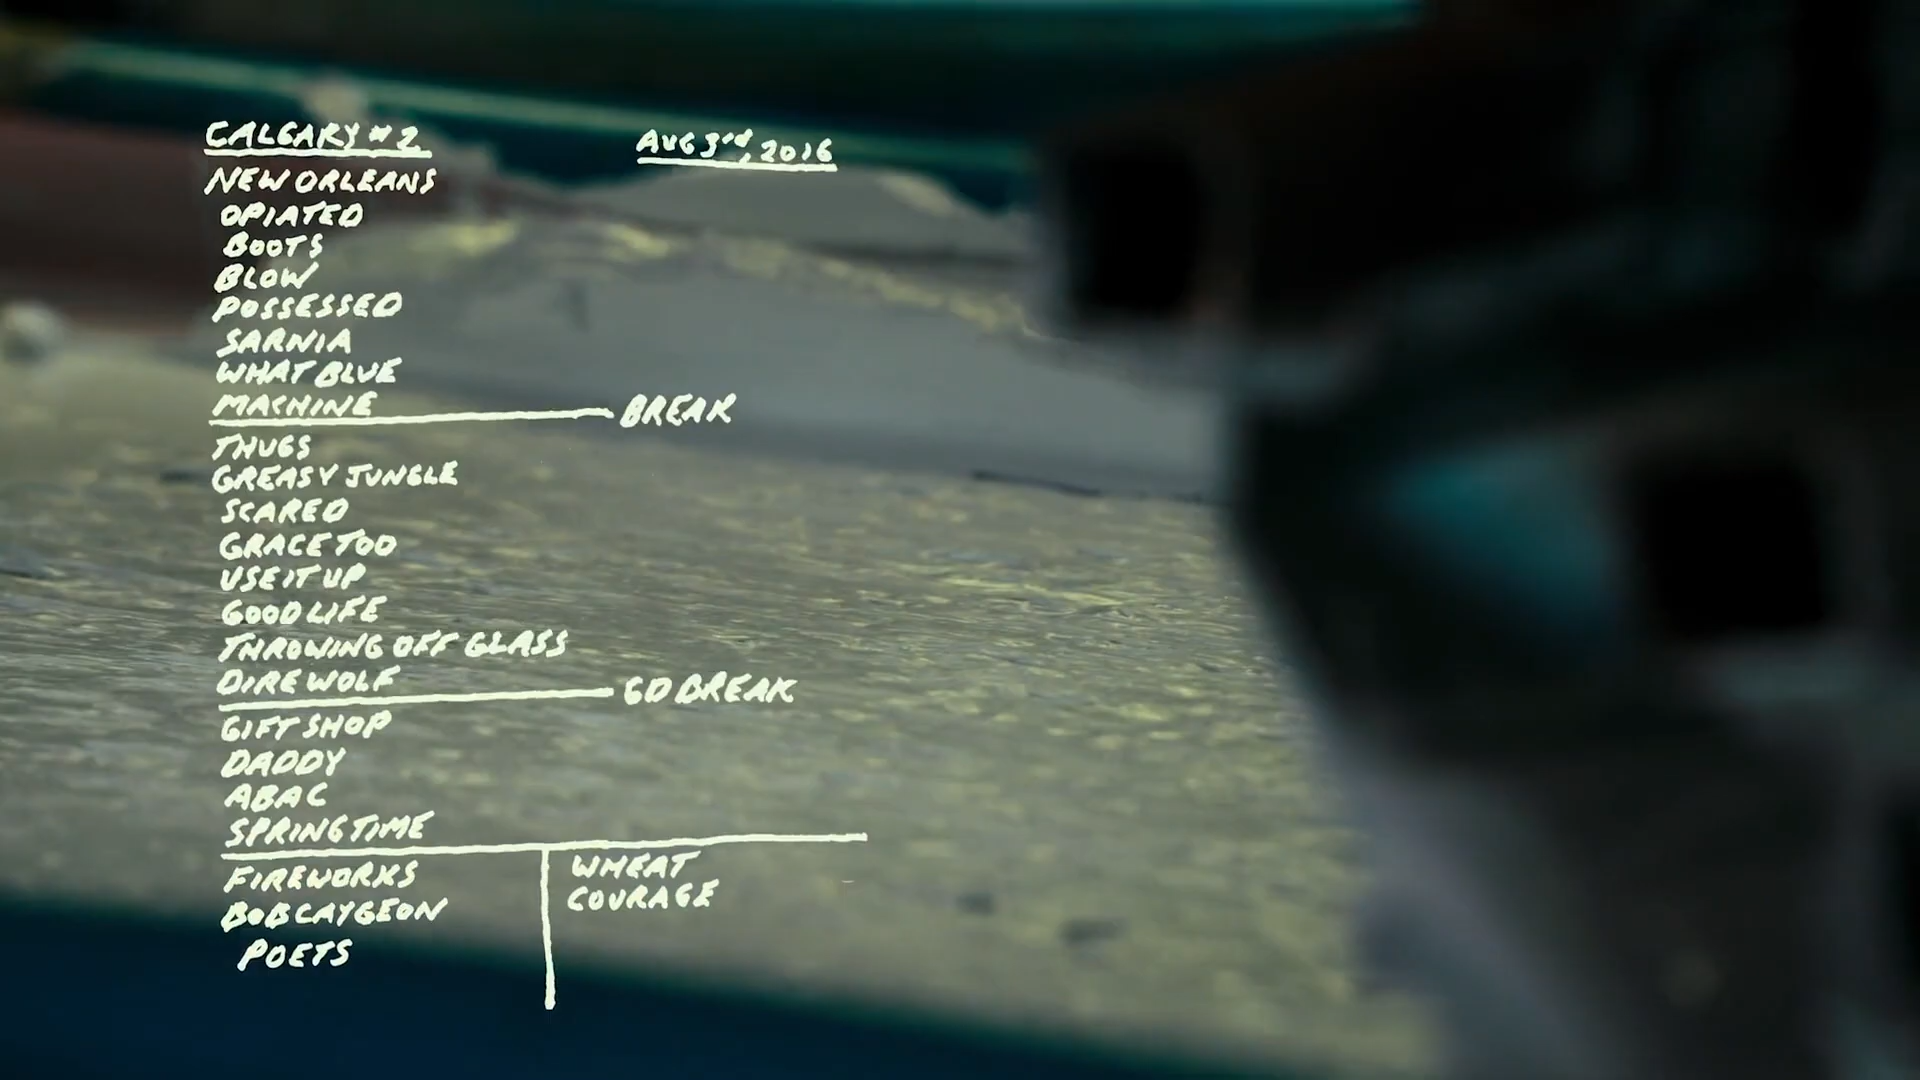 CALGARY #2
AUG 3rd, 2016
NEW ORLEANS
OPIATED
BOOTS
BLOW
POSSESSED
SARNIA
WHAT BLUE
MACHINE
BREAK
THUGS
GREASY JUNGLE
SCARED
GRACE TOO
USE IT UP
GOOD LIFE
THROWING OFF GLASS
DIRE WOLF
GD BREAK
GIFT SHOP
DADDY
ABAC
SPRINGTIME
FIREWORKS
BOBCAYGEON
POETS
WHEAT
COURAGE